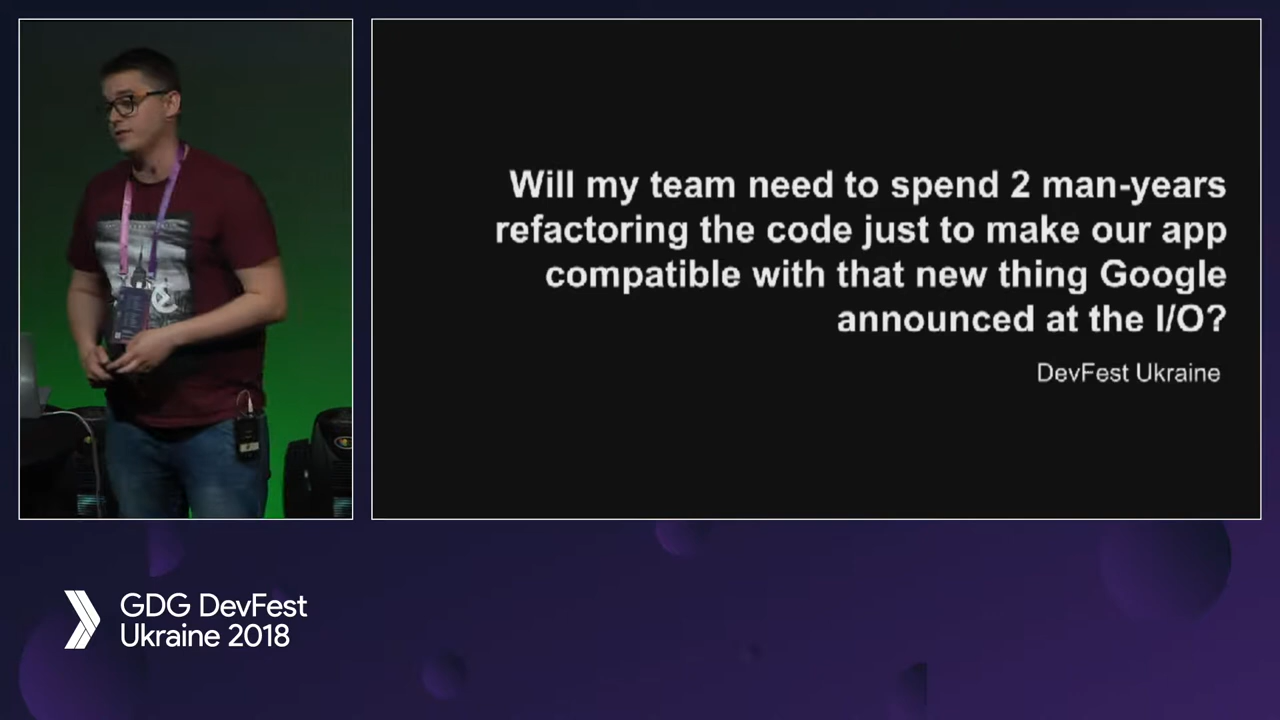 Will my team need to spend 2 man-years
refactoring the code just to make our app
compatible with that new thing Google
announced at the I/O?
DevFest Ukraine
GDG DevFest
Ukraine 2018